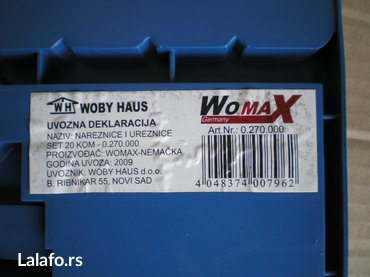 WH WOBY HAUS
UVOZNA DEKLARACIJA
NAZIV: NAREZNICE I UREZNICE
SET 20 KOM - 0.270.000
PROIZVOĐAČ: WOMAX-NEMAČKA
GODINA UVOZA: 2009
UVOZNIK: WOBY HAUS d.o.o.
B. RIBNIKAR 55, NOVI SAD
WOMAX
Germany
Art.Nr.: 0.270.000
4 048374 007962
Lalafo.rs